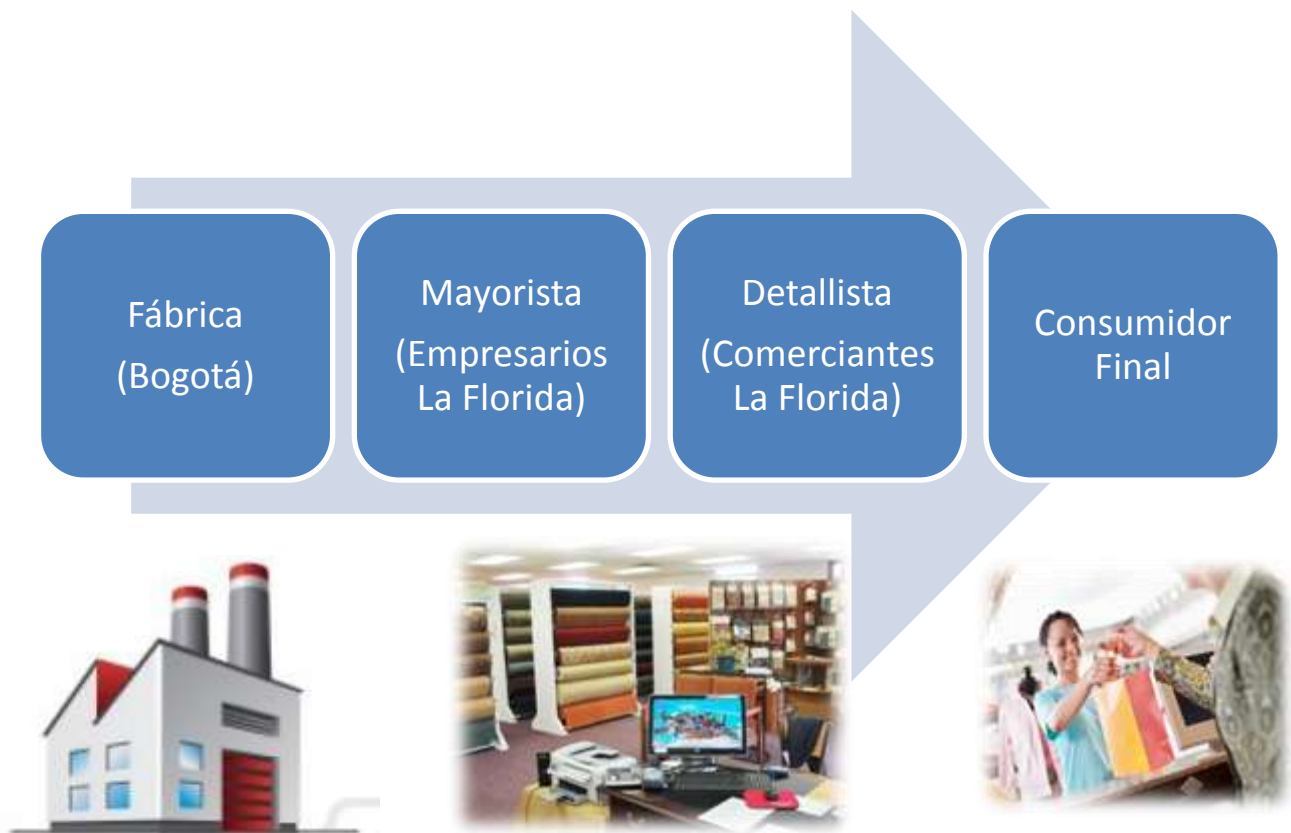 Fábrica
(Bogotá)
Mayorista
(Empresarios
La Florida)
Detallista
(Comerciantes
La Florida)
Consumidor
Final